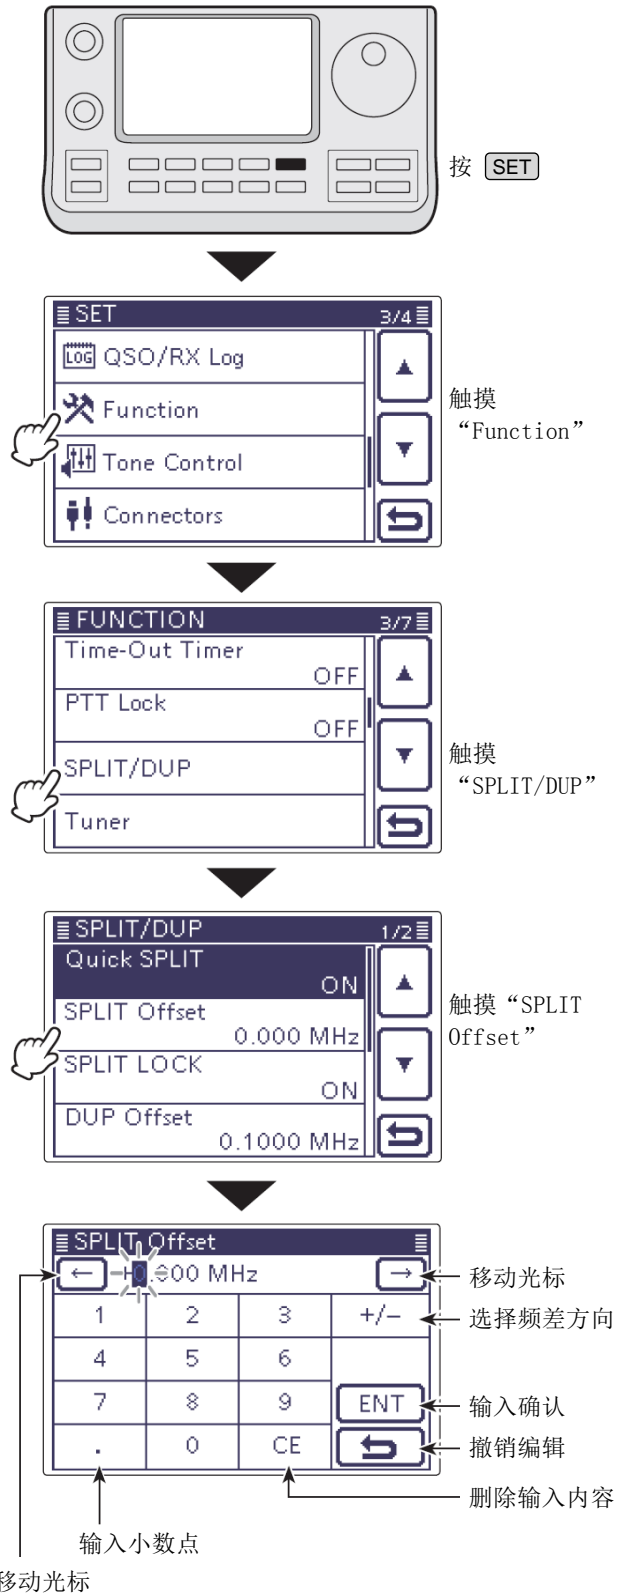 按 SET
SET 3/4
LOG QSO/RX Log
Function
Tone Control
Connectors
触摸
“Function”
FUNCTION 3/7
Time-Out Timer
OFF
PTT Lock
OFF
SPLIT/DUP
Tuner
触摸
“SPLIT/DUP”
SPLIT/DUP 1/2
Quick SPLIT
ON
SPLIT Offset
0.000 MHz
SPLIT LOCK
ON
DUP Offset
0.1000 MHz
触摸“SPLIT
Offset”
SPLIT Offset
← +0.000 MHz →
移动光标
1 2 3 +/−
选择频差方向
4 5 6
7 8 9 ENT
输入确认
. 0 CE
撤销编辑
删除输入内容
输入小数点
移动光标